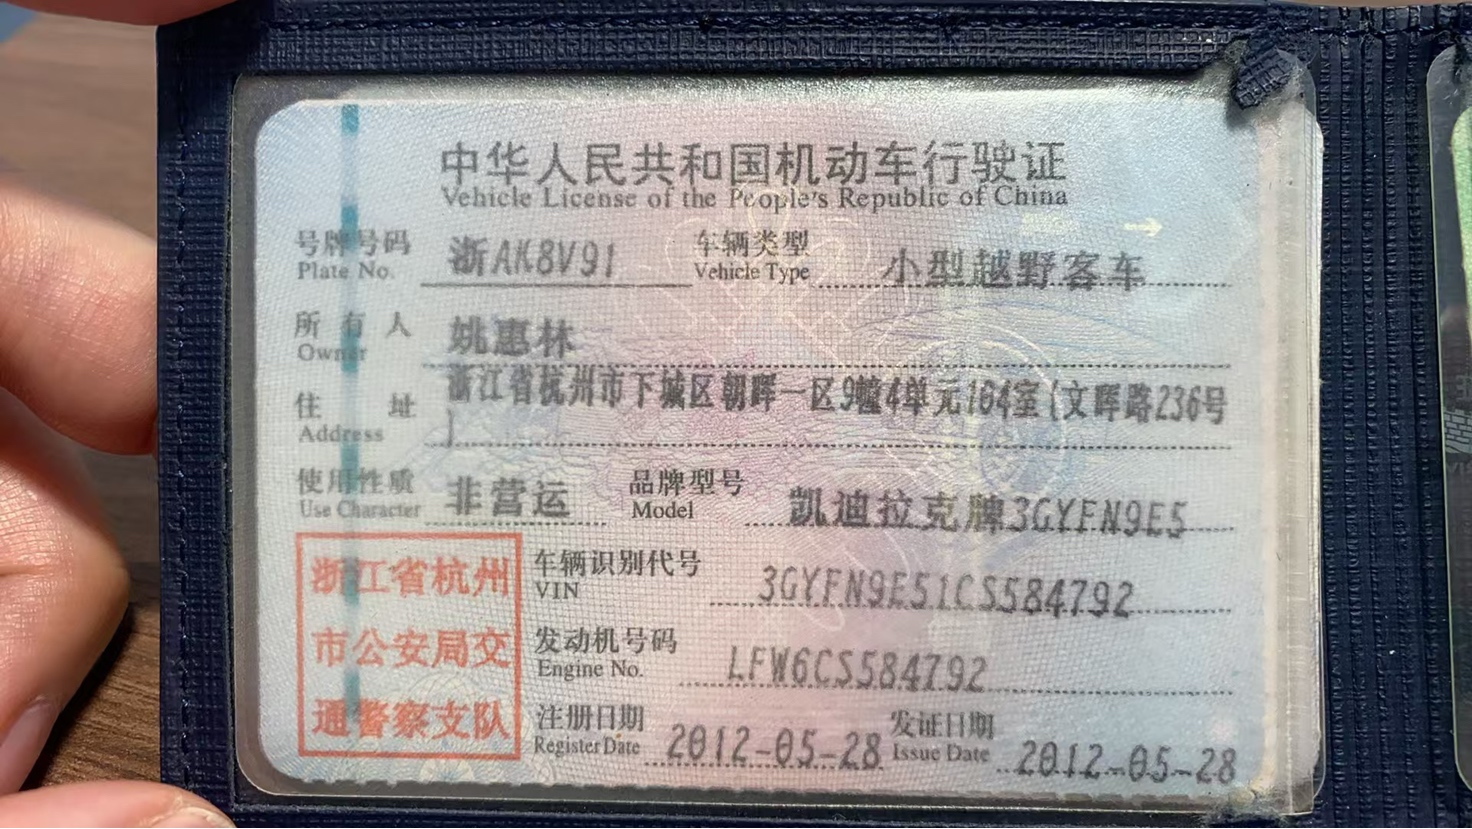 中华人民共和国机动车行驶证
Vehicle License of the People's Republic of China
号牌号码 浙AK8V91 车辆类型 小型越野客车
Plate No. Vehicle Type
所有人 姚惠林
Owner
住址 浙江省杭州市下城区朝晖一区9幢4单元104室(文晖路236号
Address )
使用性质 非营运 品牌型号 凯迪拉克牌3GYFN9E5
Use Character Model
浙江省杭州
市公安局交
通警察支队
车辆识别代号 3GYFN9E51CS584792
VIN
发动机号码 LFW6CS584792
Engine No.
注册日期 2012-05-28 发证日期 2012-05-28
Register Date Issue Date